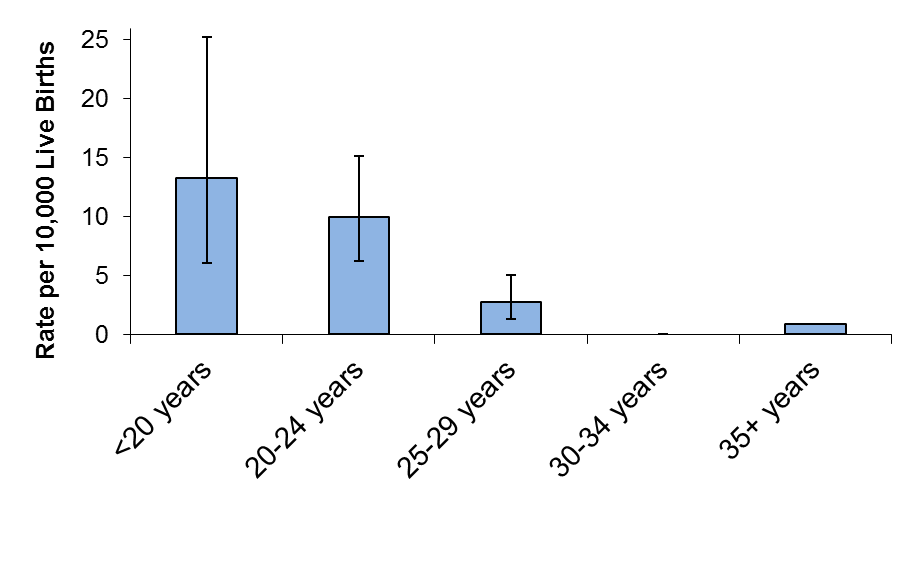 Rate per 10,000 Live Births
25
20
15
10
5
0
<20 years
20-24 years
25-29 years
30-34 years
35+ years